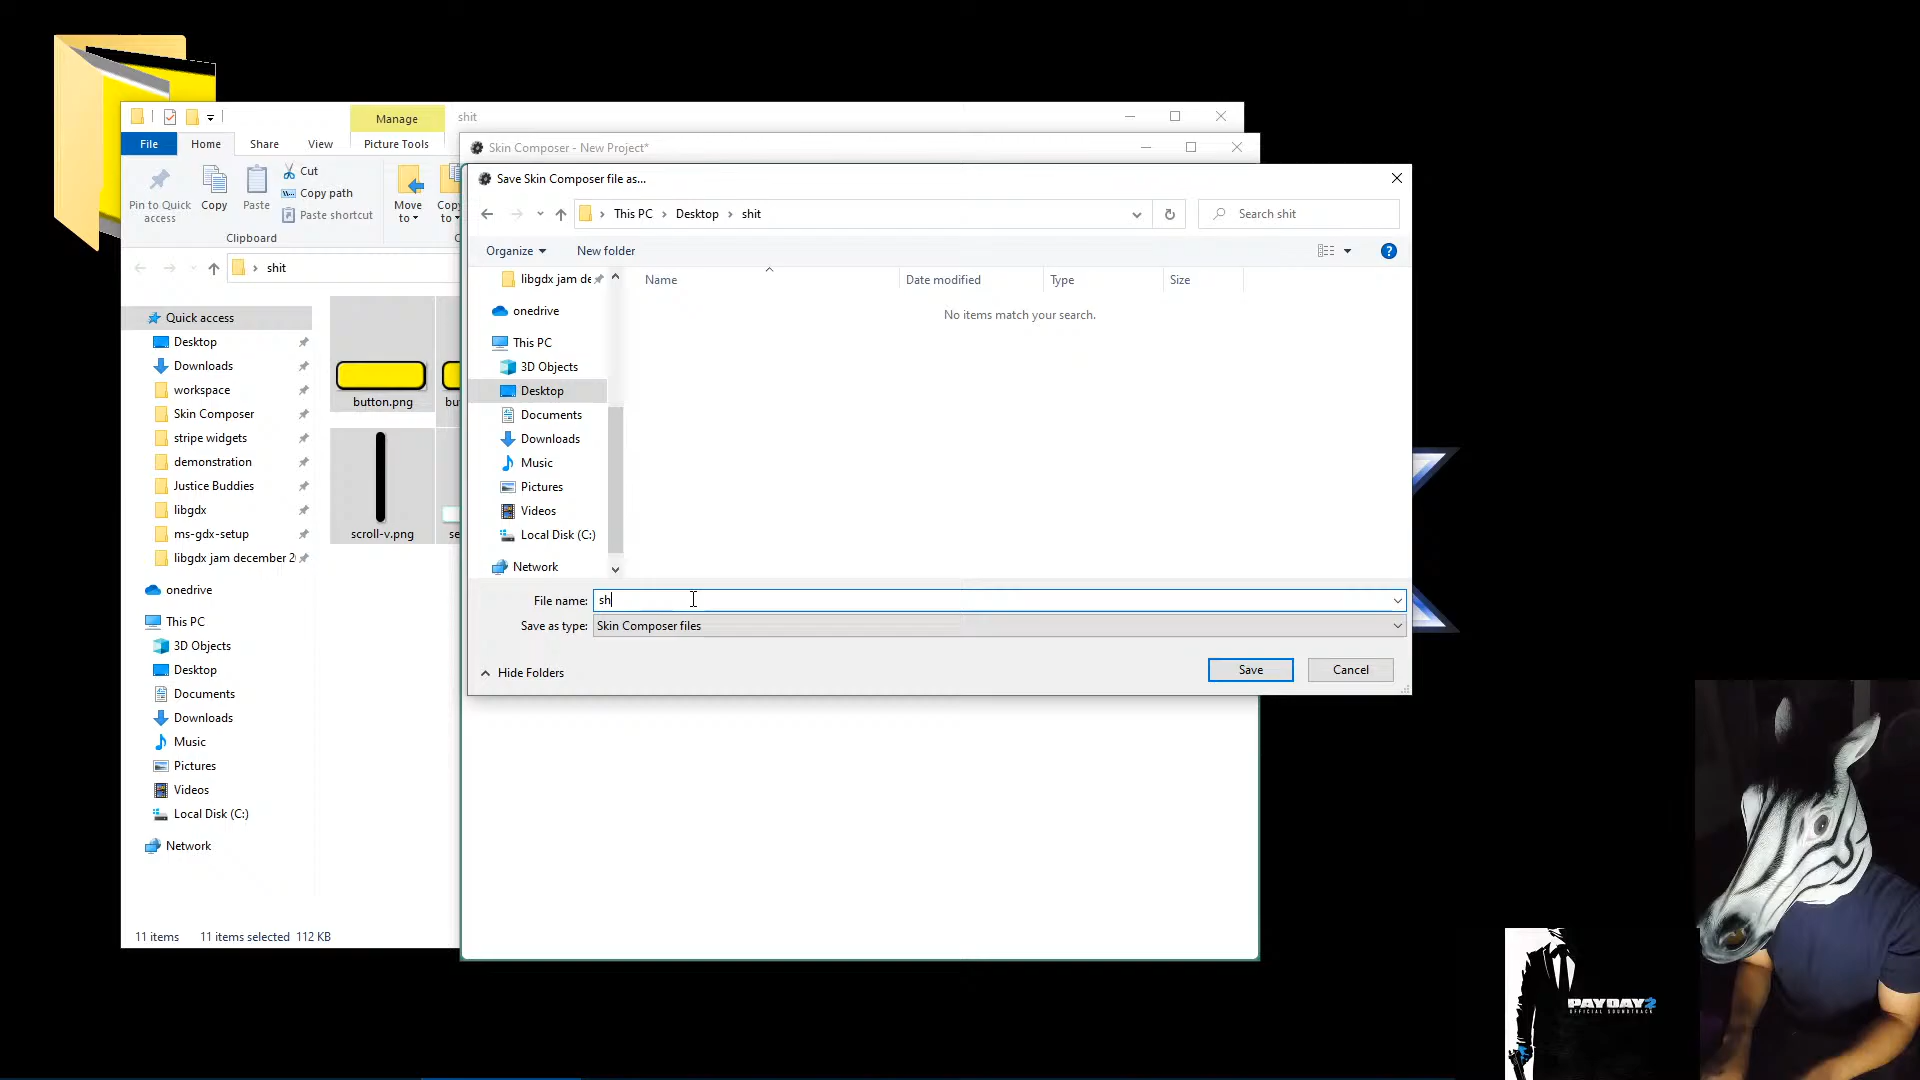 Manage
shit
File
Home
Share
View
Picture Tools
Pin to Quick access
Copy
Paste
Cut
Copy path
Paste shortcut
Move to
Clipboard
shit
Quick access
Desktop
Downloads
workspace
Skin Composer
stripe widgets
demonstration
Justice Buddies
libgdx
ms-gdx-setup
libgdx jam december 2
onedrive
This PC
3D Objects
Desktop
Documents
Downloads
Music
Pictures
Videos
Local Disk (C:)
Network
button.png
scroll-v.png
11 items
11 items selected
112 KB
Skin Composer - New Project*
Save Skin Composer file as...
This PC
Desktop
shit
Search shit
Organize
New folder
Name
Date modified
Type
Size
No items match your search.
libgdx jam de
onedrive
This PC
3D Objects
Desktop
Documents
Downloads
Music
Pictures
Videos
Local Disk (C:)
Network
File name: sh
Save as type: Skin Composer files
Hide Folders
Save
Cancel
PAYDAY2
OFFICIAL SOUNDTRACK